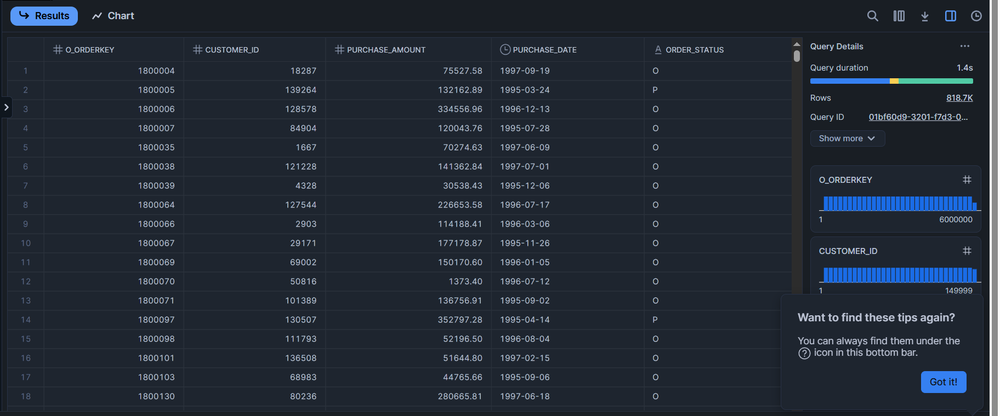 Results Chart
O_ORDERKEY CUSTOMER_ID PURCHASE_AMOUNT PURCHASE_DATE ORDER_STATUS
1 1800004 18287 75527.58 1997-09-19 O
2 1800005 139264 132162.89 1995-03-24 P
3 1800006 128578 334556.96 1996-12-13 O
4 1800007 84904 120043.76 1995-07-28 O
5 1800035 1667 70274.63 1997-06-09 O
6 1800038 121228 141362.84 1997-07-01 O
7 1800039 4328 30538.43 1995-12-06 O
8 1800064 127544 226653.58 1996-07-17 O
9 1800066 2903 114188.41 1996-03-06 O
10 1800067 29171 177178.87 1995-11-26 O
11 1800069 69002 150170.60 1996-01-05 O
12 1800070 50816 1373.40 1996-07-12 O
13 1800071 101389 136756.91 1995-09-02 O
14 1800097 130507 352797.28 1995-04-14 P
15 1800098 111793 52196.50 1996-08-04 O
16 1800101 136508 51644.80 1997-02-15 O
17 1800103 68983 44765.66 1995-09-06 O
18 1800130 80236 280665.81 1997-06-18 O
Query Details
Query duration 1.4s
Rows 818.7K
Query ID 01bf60d9-3201-f7d3-0...
Show more
O_ORDERKEY
1 6000000
CUSTOMER_ID
1 149999
Want to find these tips again?
You can always find them under the
? icon in this bottom bar.
Got it!